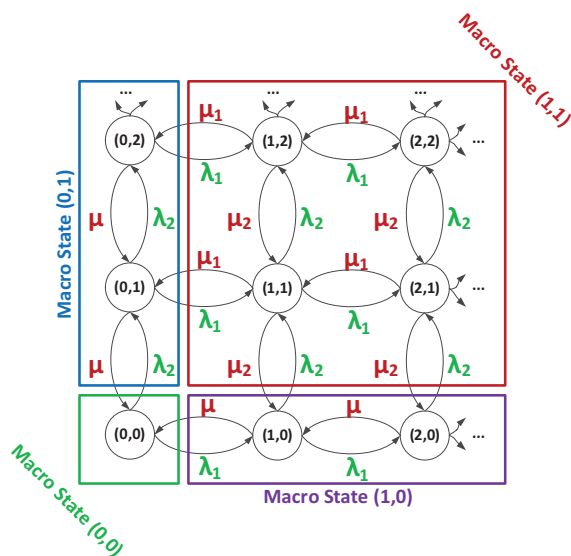 ... ... ...
Macro State (1,1)
(0,2) μ₁ (1,2) μ₁ (2,2) ...
λ₁ λ₁
μ λ₂ μ₂ λ₂ μ₂ λ₂
Macro State (0,1)
μ₁ μ₁
(0,1) (1,1) (2,1) ...
λ₁ λ₁
μ λ₂ μ₂ λ₂ μ₂ λ₂
μ μ
(0,0) (1,0) (2,0) ...
λ₁ λ₁
Macro State (0,0)
Macro State (1,0)